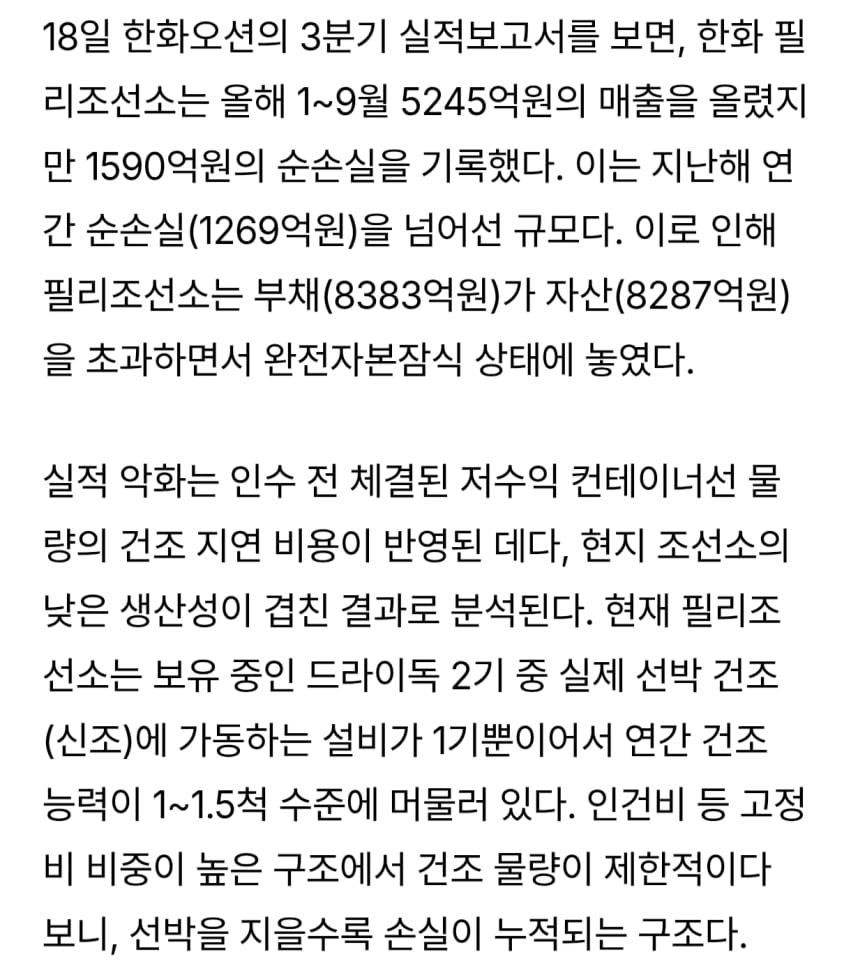 18일 한화오션의 3분기 실적보고서를 보면, 한화 필
리조선소는 올해 1~9월 5245억원의 매출을 올렸지
만 1590억원의 순손실을 기록했다. 이는 지난해 연
간 순손실(1269억원)을 넘어선 규모다. 이로 인해
필리조선소는 부채(8383억원)가 자산(8287억원)
을 초과하면서 완전자본잠식 상태에 놓였다.
실적 악화는 인수 전 체결된 저수익 컨테이너선 물
량의 건조 지연 비용이 반영된 데다, 현지 조선소의
낮은 생산성이 겹친 결과로 분석된다. 현재 필리조
선소는 보유 중인 드라이독 2기 중 실제 선박 건조
(신조)에 가동하는 설비가 1기뿐이어서 연간 건조
능력이 1~1.5척 수준에 머물러 있다. 인건비 등 고정
비 비중이 높은 구조에서 건조 물량이 제한적이다
보니, 선박을 지을수록 손실이 누적되는 구조다.